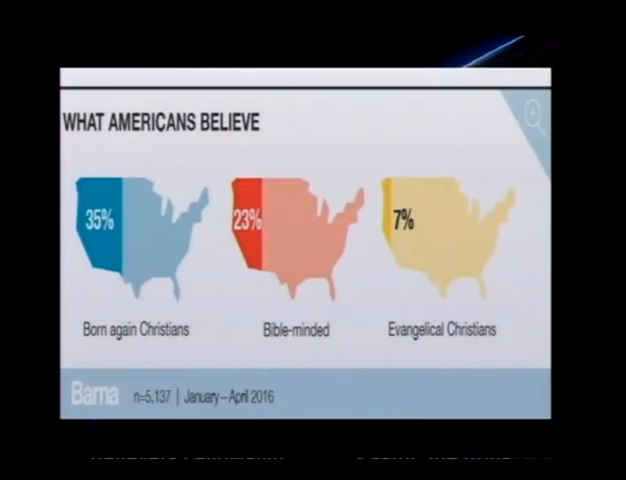 WHAT AMERICANS BELIEVE
35% 23% 7%
Born again Christians Bible-minded Evangelical Christians
Barna n=5,137 | January–April 2016